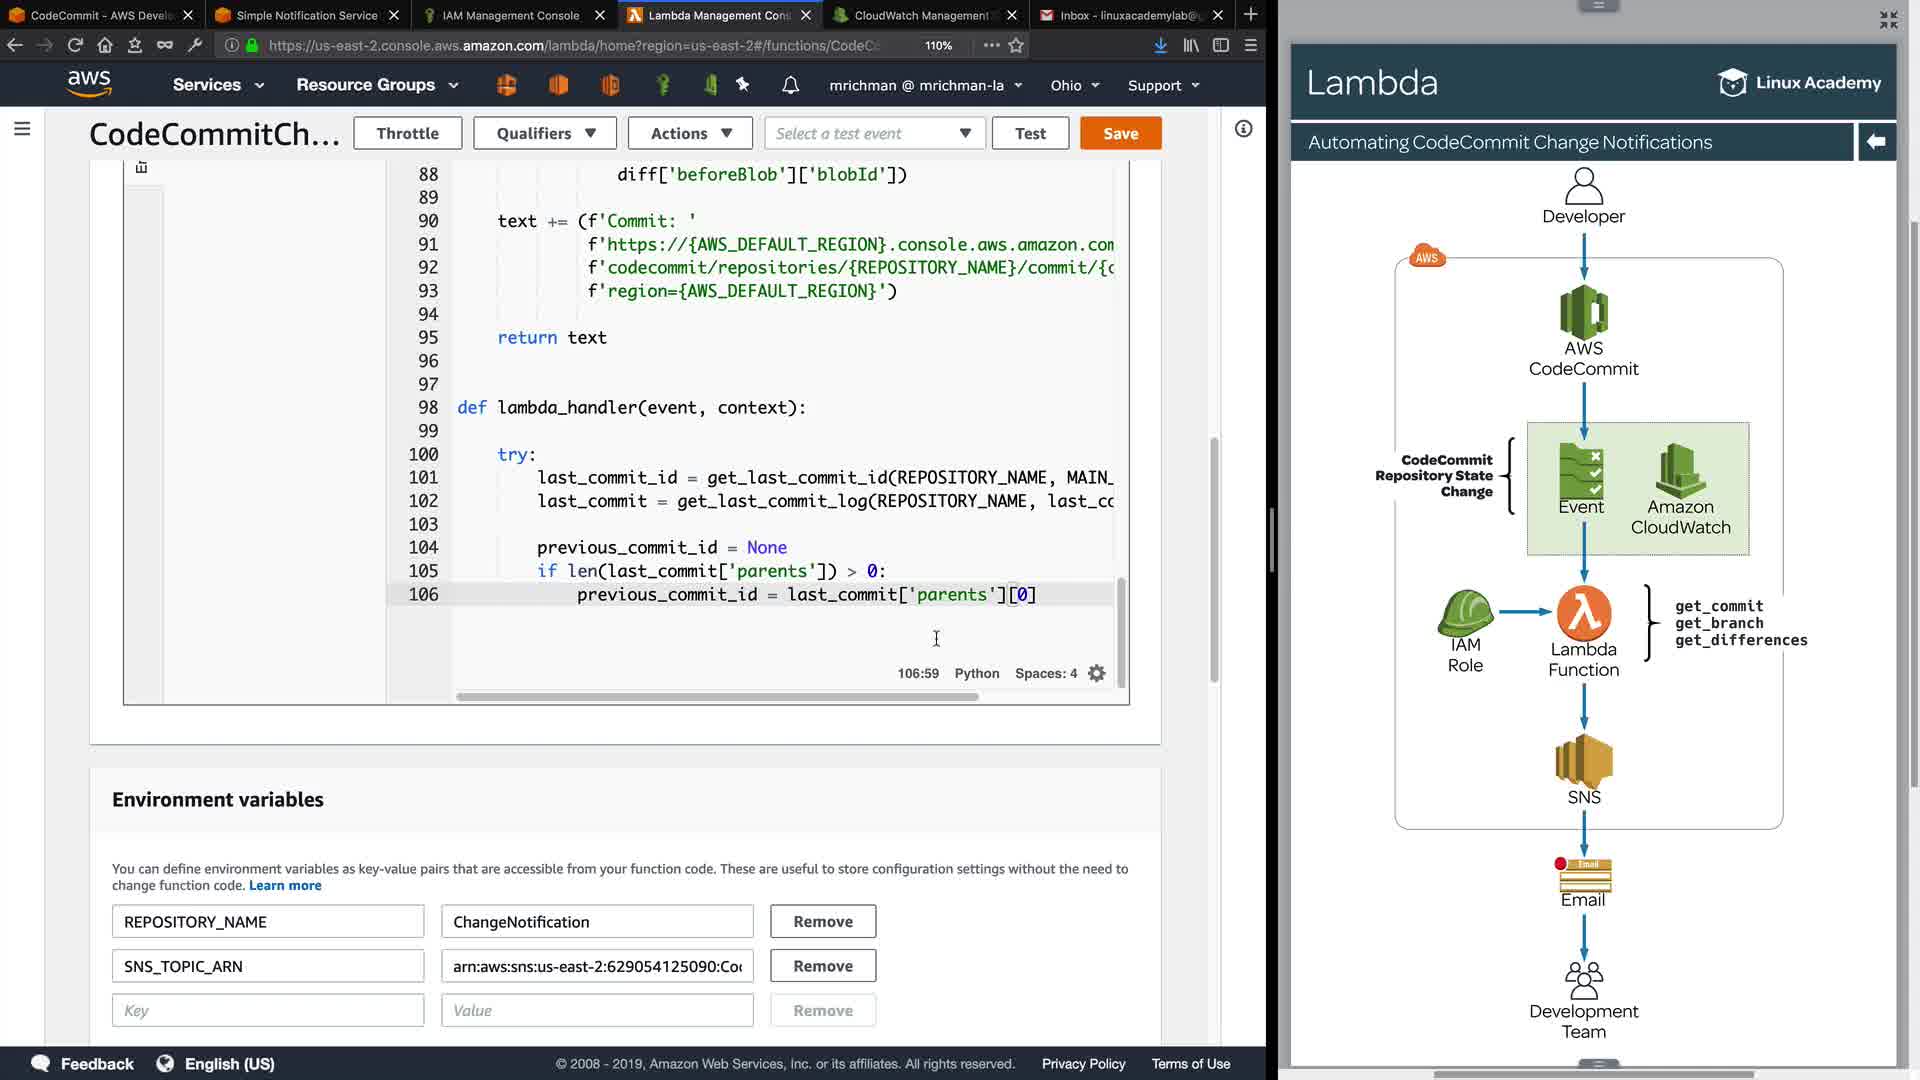 CodeCommit - AWS Devel
Simple Notification Service
IAM Management Console
Lambda Management Cons
CloudWatch Management
Inbox - linuxacademylab@
https://us-east-2.console.aws.amazon.com/lambda/home?region=us-east-2#/functions/CodeCo
110%
aws
Services
Resource Groups
mrichman @ mrichman-la
Ohio
Support
CodeCommitCh...
Throttle
Qualifiers
Actions
Select a test event
Test
Save
88 diff['beforeBlob']['blobId'])
89
90 text += (f'Commit: '
91 f'https://{AWS_DEFAULT_REGION}.console.aws.amazon.com
92 f'codecommit/repositories/{REPOSITORY_NAME}/commit/{c
93 f'region={AWS_DEFAULT_REGION}')
94
95 return text
96
97
98 def lambda_handler(event, context):
99
100 try:
101 last_commit_id = get_last_commit_id(REPOSITORY_NAME, MAIN_
102 last_commit = get_last_commit_log(REPOSITORY_NAME, last_co
103
104 previous_commit_id = None
105 if len(last_commit['parents']) > 0:
106 previous_commit_id = last_commit['parents'][0]
106:59 Python Spaces: 4
Environment variables
You can define environment variables as key-value pairs that are accessible from your function code. These are useful to store configuration settings without the need to
change function code. Learn more
REPOSITORY_NAME
ChangeNotification
Remove
SNS_TOPIC_ARN
arn:aws:sns:us-east-2:629054125090:Co
Remove
Key
Value
Remove
Feedback
English (US)
© 2008 - 2019, Amazon Web Services, Inc. or its affiliates. All rights reserved.
Privacy Policy
Terms of Use
Lambda
Linux Academy
Automating CodeCommit Change Notifications
Developer
AWS
AWS
CodeCommit
CodeCommit
Repository State
Change
Event
Amazon
CloudWatch
IAM
Role
Lambda
Function
get_commit
get_branch
get_differences
SNS
Email
Email
Development
Team